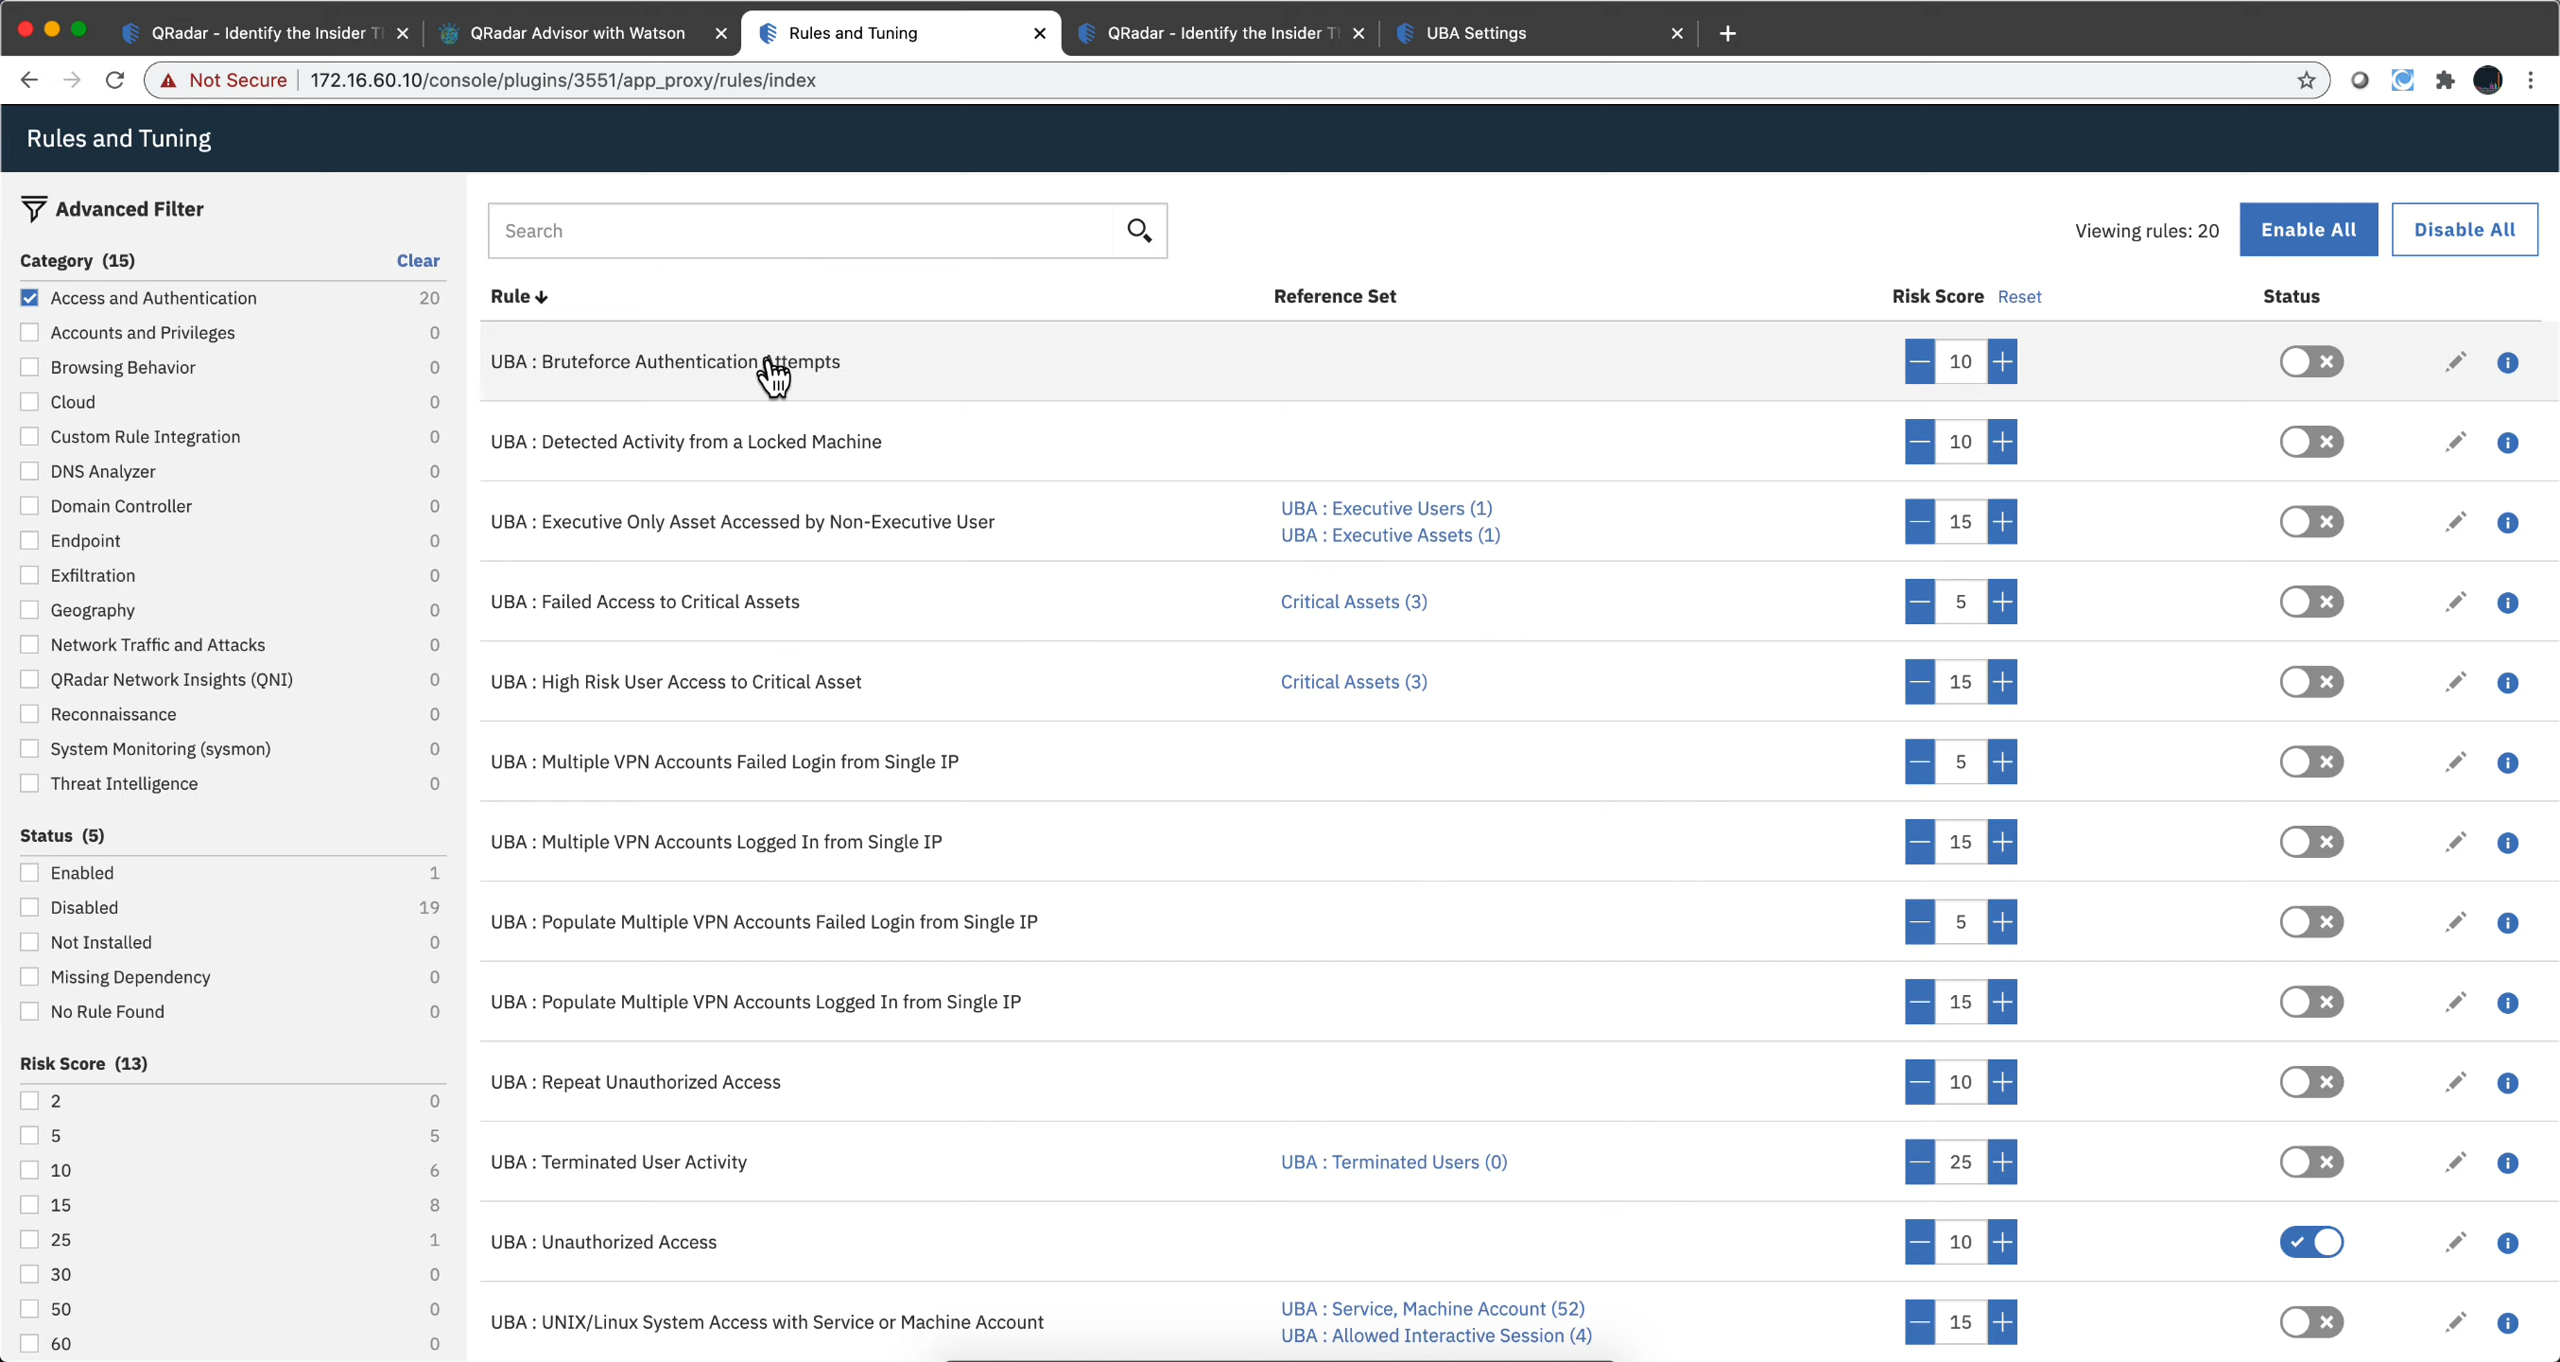 QRadar - Identify the Insider T
QRadar Advisor with Watson
Rules and Tuning
QRadar - Identify the Insider T
UBA Settings
Not Secure
172.16.60.10/console/plugins/3551/app_proxy/rules/index
Rules and Tuning
Advanced Filter
Category (15) Clear
Access and Authentication 20
Accounts and Privileges 0
Browsing Behavior 0
Cloud 0
Custom Rule Integration 0
DNS Analyzer 0
Domain Controller 0
Endpoint 0
Exfiltration 0
Geography 0
Network Traffic and Attacks 0
QRadar Network Insights (QNI) 0
Reconnaissance 0
System Monitoring (sysmon) 0
Threat Intelligence 0
Status (5)
Enabled 1
Disabled 19
Not Installed 0
Missing Dependency 0
No Rule Found 0
Risk Score (13)
2 0
5 5
10 6
15 8
25 1
30 0
50 0
60 0
Search
Viewing rules: 20
Enable All
Disable All
Rule Reference Set Risk Score Reset Status
UBA : Bruteforce Authentication Attempts 10
UBA : Detected Activity from a Locked Machine 10
UBA : Executive Only Asset Accessed by Non-Executive User 15
UBA : Executive Users (1)
UBA : Executive Assets (1)
UBA : Failed Access to Critical Assets Critical Assets (3) 5
UBA : High Risk User Access to Critical Asset Critical Assets (3) 15
UBA : Multiple VPN Accounts Failed Login from Single IP 5
UBA : Multiple VPN Accounts Logged In from Single IP 15
UBA : Populate Multiple VPN Accounts Failed Login from Single IP 5
UBA : Populate Multiple VPN Accounts Logged In from Single IP 15
UBA : Repeat Unauthorized Access 10
UBA : Terminated User Activity UBA : Terminated Users (0) 25
UBA : Unauthorized Access 10
UBA : UNIX/Linux System Access with Service or Machine Account 15
UBA : Service, Machine Account (52)
UBA : Allowed Interactive Session (4)